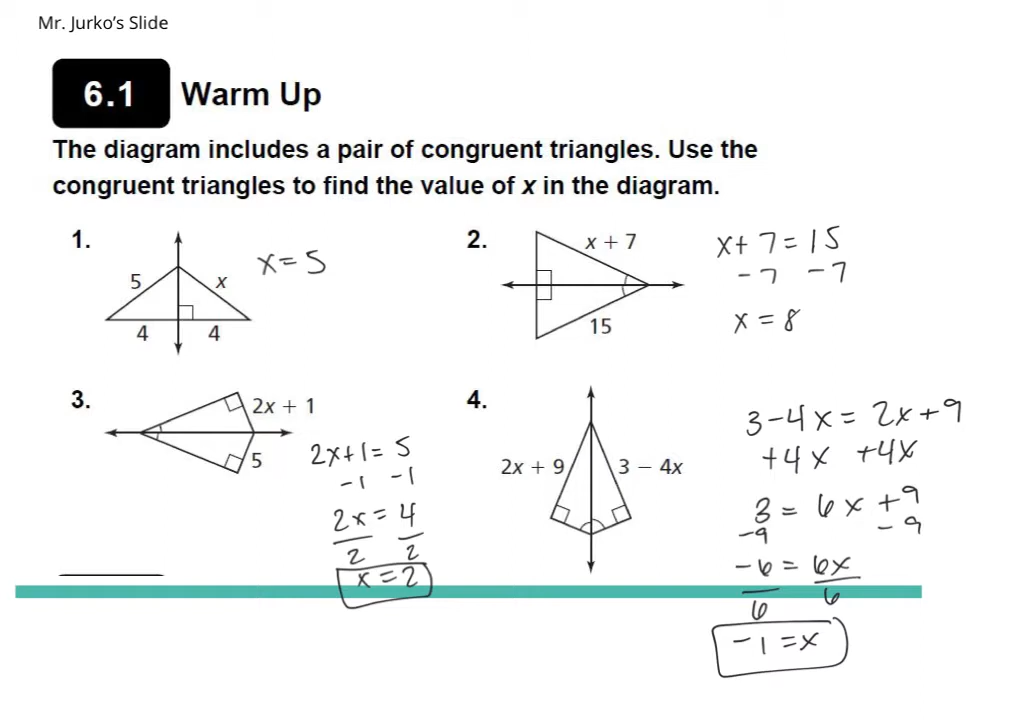 Mr. Jurko's Slide
6.1 Warm Up
The diagram includes a pair of congruent triangles. Use the
congruent triangles to find the value of x in the diagram.
1.
5
x
4
4
x = 5
2.
x + 7
15
x + 7 = 15
- 7 - 7
x = 8
3.
2x + 1
5
2x+1 = 5
-1 -1
2x = 4
2 2
x = 2
4.
2x + 9
3 − 4x
3-4x = 2x+9
+4x +4x
3 = 6x +9
-9 -9
-6 = 6x
6 6
-1 = x